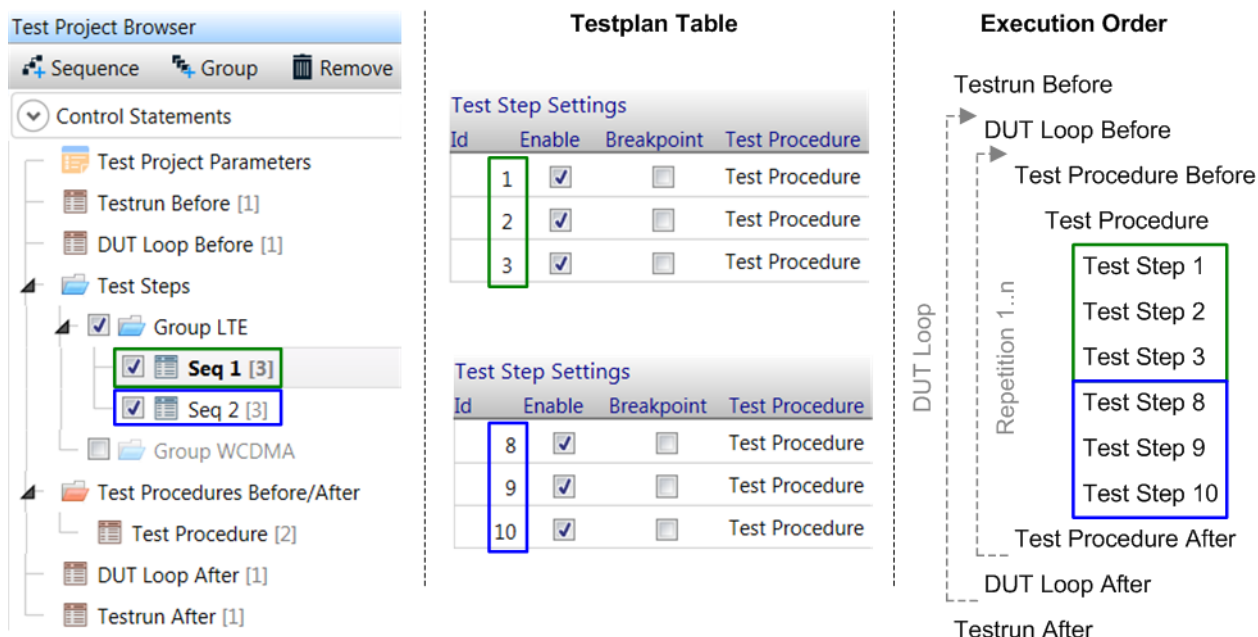 Test Project Browser
Sequence Group Remove
Control Statements
Test Project Parameters
Testrun Before [1]
DUT Loop Before [1]
Test Steps
Group LTE
Seq 1 [3]
Seq 2 [3]
Group WCDMA
Test Procedures Before/After
Test Procedure [2]
DUT Loop After [1]
Testrun After [1]
Testplan Table
Test Step Settings
Id Enable Breakpoint Test Procedure
1 Test Procedure
2 Test Procedure
3 Test Procedure
Test Step Settings
Id Enable Breakpoint Test Procedure
8 Test Procedure
9 Test Procedure
10 Test Procedure
Execution Order
Testrun Before
DUT Loop Before
Test Procedure Before
Test Procedure
Test Step 1
Test Step 2
Test Step 3
Test Step 8
Test Step 9
Test Step 10
Test Procedure After
DUT Loop After
Testrun After
DUT Loop
Repetition 1..n